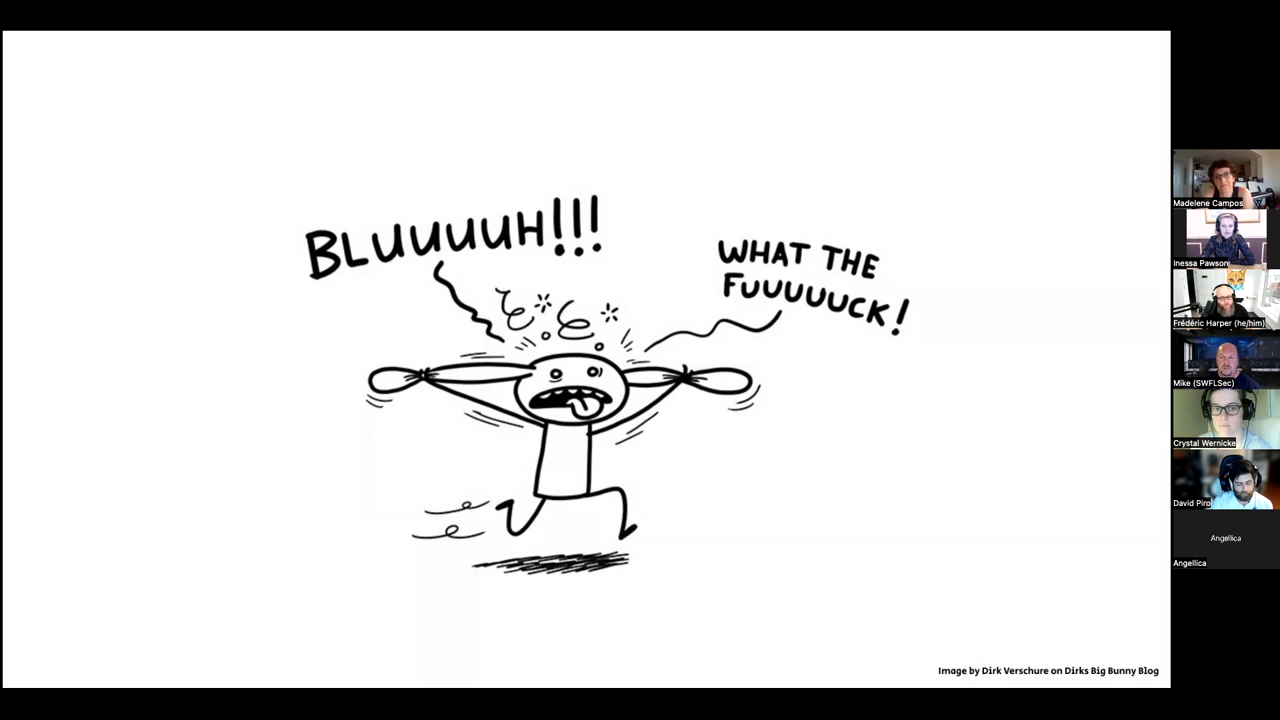 BLUUUUH!!!
WHAT THE
FUUUUUUCK!
Image by Dirk Verschure on Dirks Big Bunny Blog
Madelene Campos
Inessa Pawson
Frédéric Harper (he/him)
Mike (SWFLSec)
Crystal Wernicke
David Piro
Angellica
Angellica